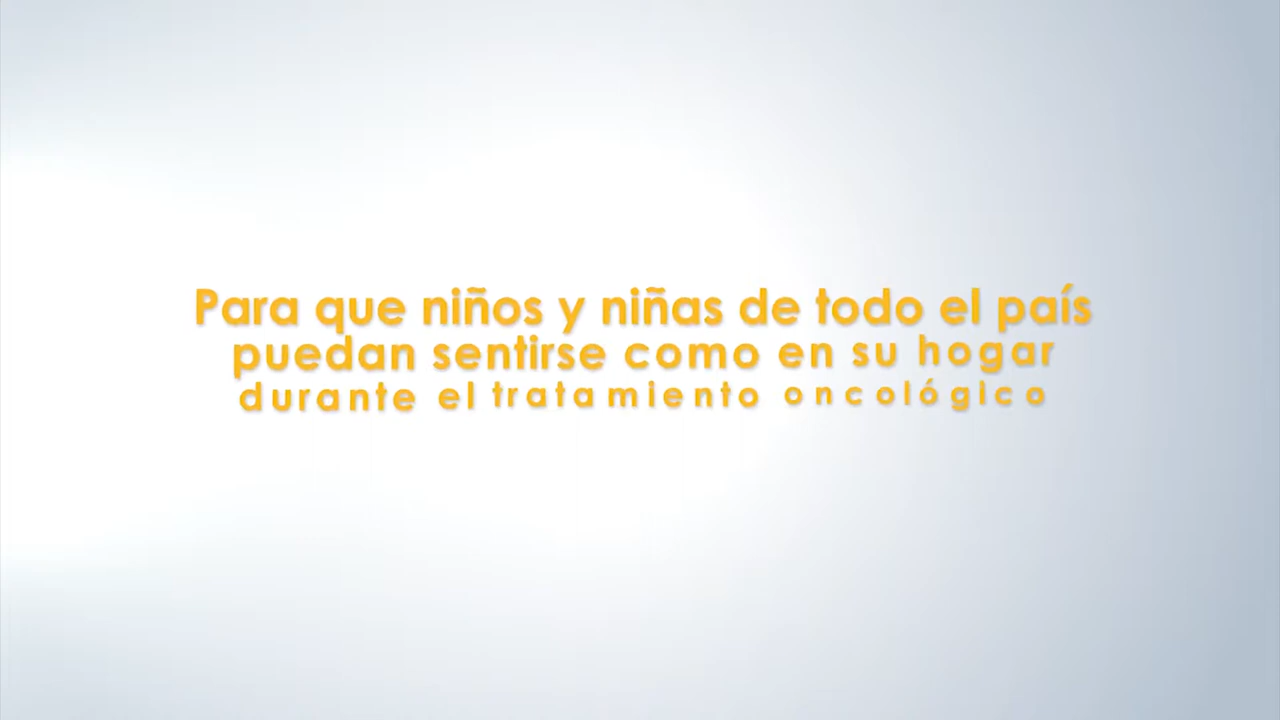 Para que niños y niñas de todo el país
puedan sentirse como en su hogar
durante el tratamiento oncológico